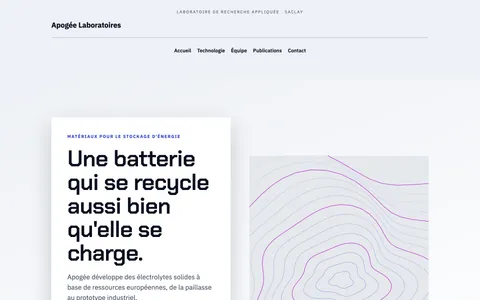 LABORATOIRE DE RECHERCHE APPLIQUÉE · SACLAY
Apogée Laboratoires
Accueil Technologie Équipe Publications Contact
MATÉRIAUX POUR LE STOCKAGE D'ÉNERGIE
Une batterie
qui se recycle
aussi bien
qu'elle se
charge.
Apogée développe des électrolytes solides à
base de ressources européennes, de la paillasse
au prototype industriel.